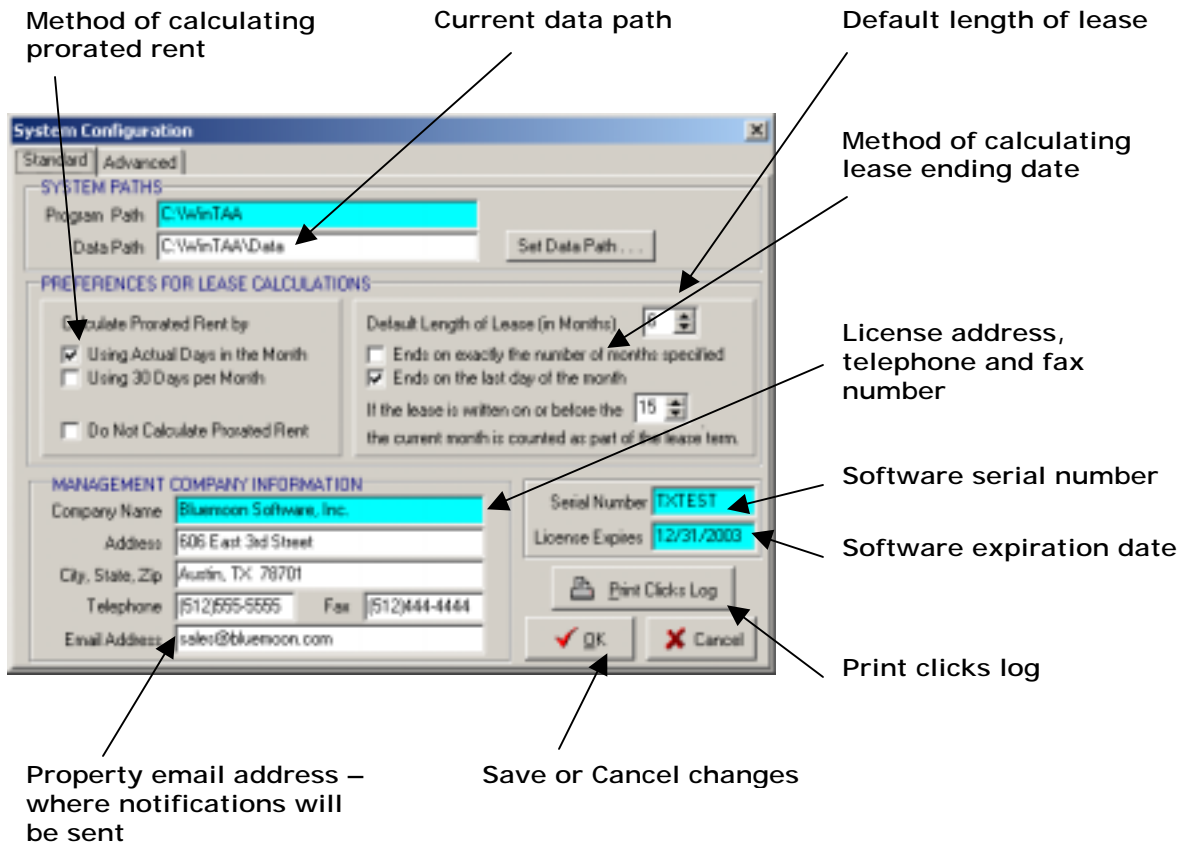 Method of calculating
prorated rent
Current data path
Default length of lease
System Configuration
Standard Advanced
SYSTEM PATHS
Program Path C:\WinTAA
Data Path C:\WinTAA\Data Set Data Path . . .
Method of calculating
lease ending date
PREFERENCES FOR LEASE CALCULATIONS
Calculate Prorated Rent by
Using Actual Days in the Month
Using 30 Days per Month
Do Not Calculate Prorated Rent
Default Length of Lease (in Months)
Ends on exactly the number of months specified
Ends on the last day of the month
If the lease is written on or before the 15
the current month is counted as part of the lease term.
License address,
telephone and fax
number
MANAGEMENT COMPANY INFORMATION
Company Name Bluemoon Software, Inc.
Address 606 East 3rd Street
City, State, Zip Austin, TX 78701
Telephone (512)555-5555 Fax (512)444-4444
Email Address sales@bluemoon.com
Serial Number TXTEST
License Expires 12/31/2003
Print Clicks Log
OK Cancel
Software serial number
Software expiration date
Print clicks log
Property email address –
where notifications will
be sent
Save or Cancel changes